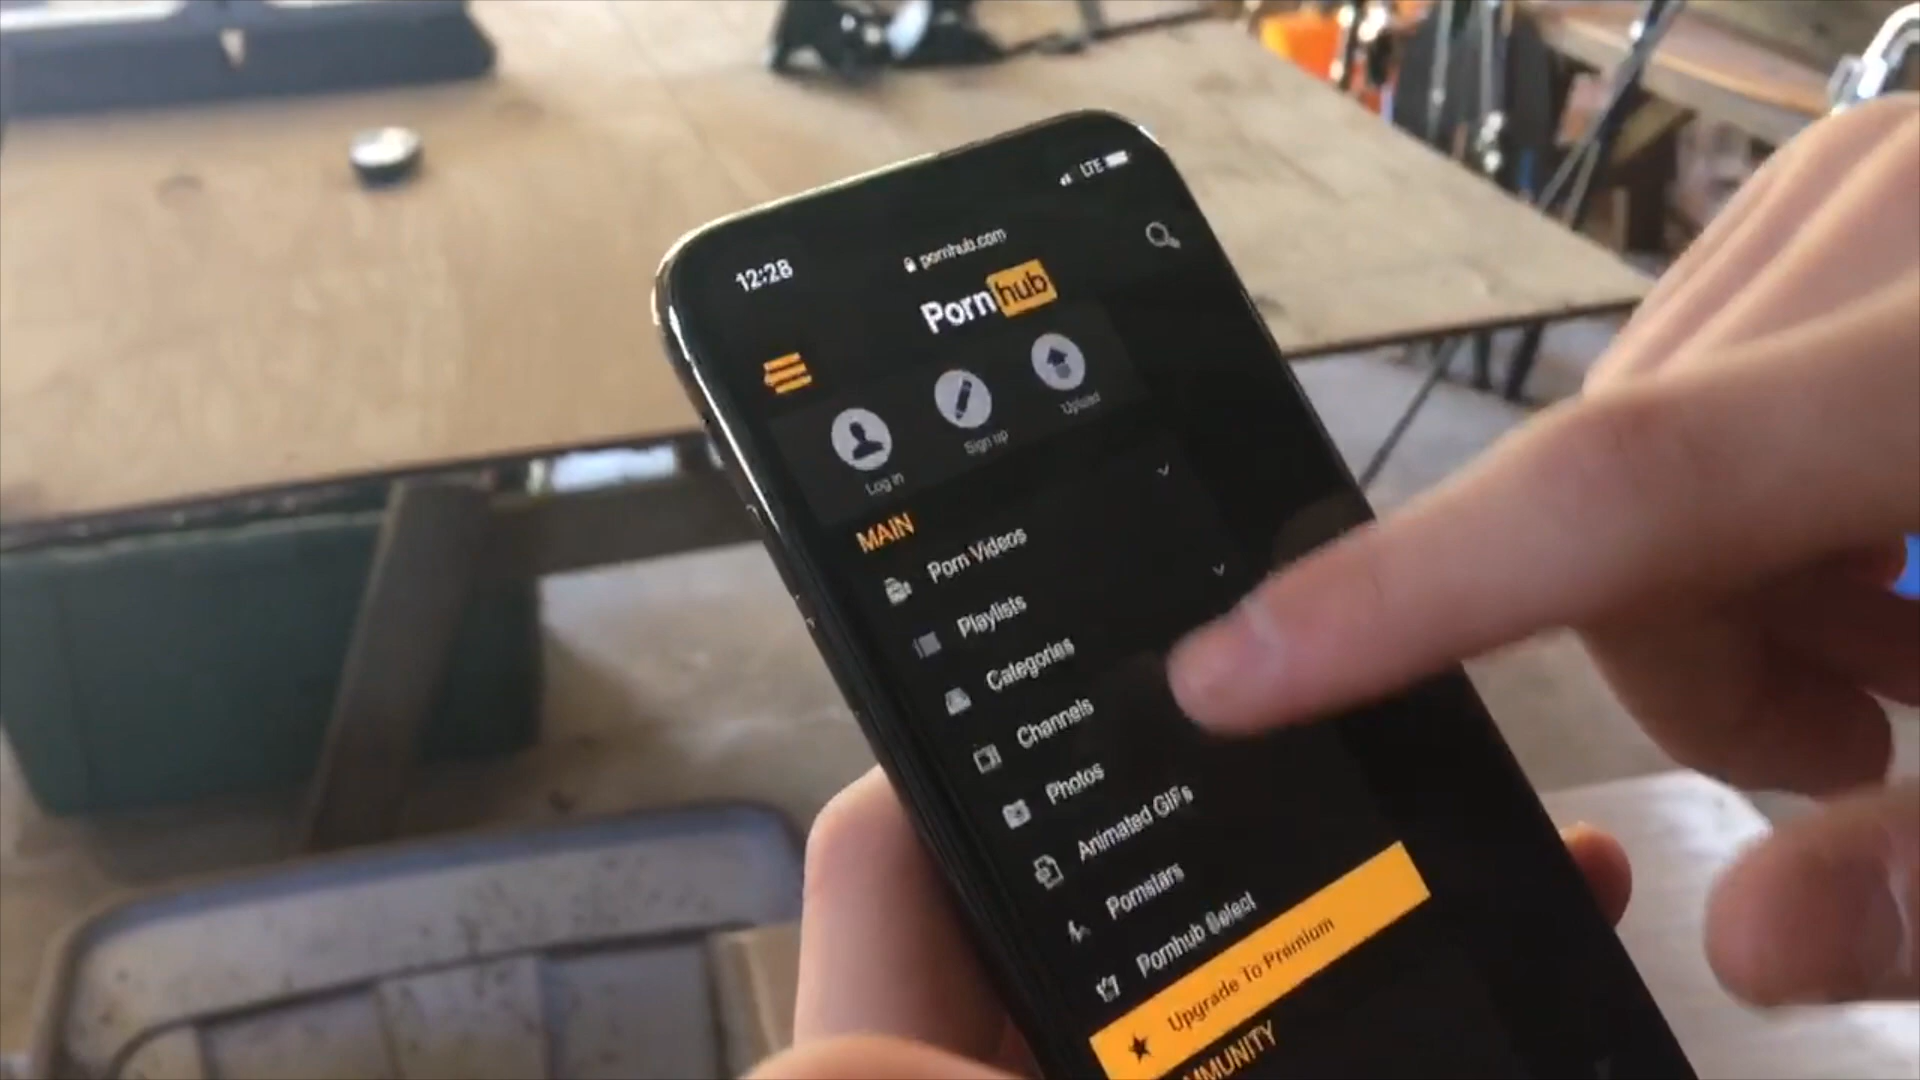 12:28
LTE
pornhub.com
Pornhub
Log in
Sign up
Upload
MAIN
Porn Videos
Playlists
Categories
Channels
Photos
Animated GIFs
Pornstars
Pornhub Select
Upgrade To Premium
MMUNITY